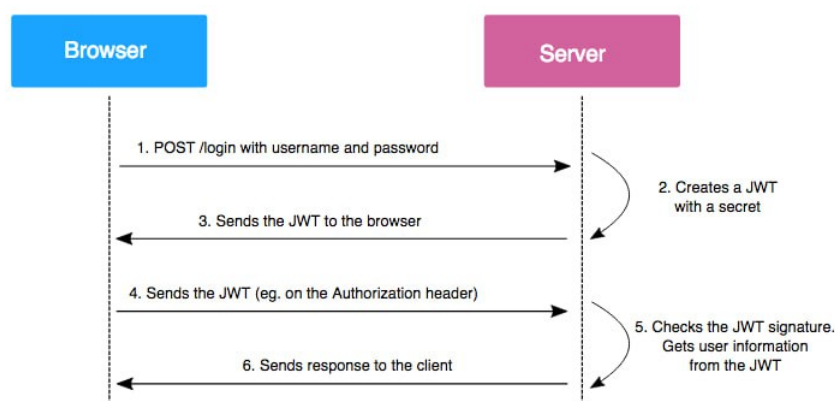 Browser
Server
1. POST /login with username and password
2. Creates a JWT
with a secret
3. Sends the JWT to the browser
4. Sends the JWT (eg. on the Authorization header)
5. Checks the JWT signature.
Gets user information
from the JWT
6. Sends response to the client